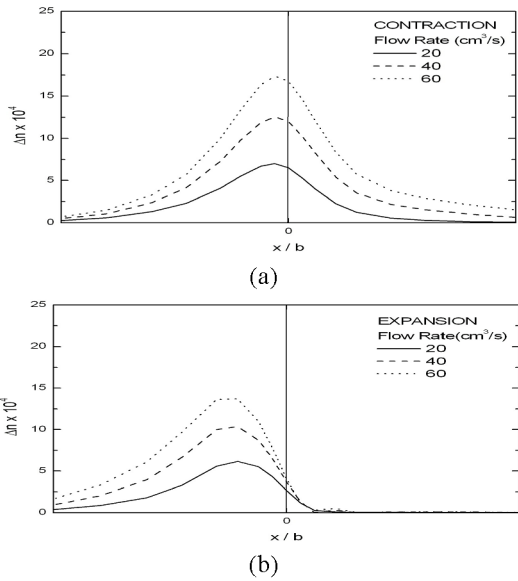 CONTRACTION
Flow Rate (cm³/s)
20
40
60
25
20
15
10
5
0
Δn x 10⁴
0
x / b
(a)
EXPANSION
Flow Rate(cm³/s)
20
40
60
25
20
15
10
5
0
Δn x 10⁴
0
x / b
(b)